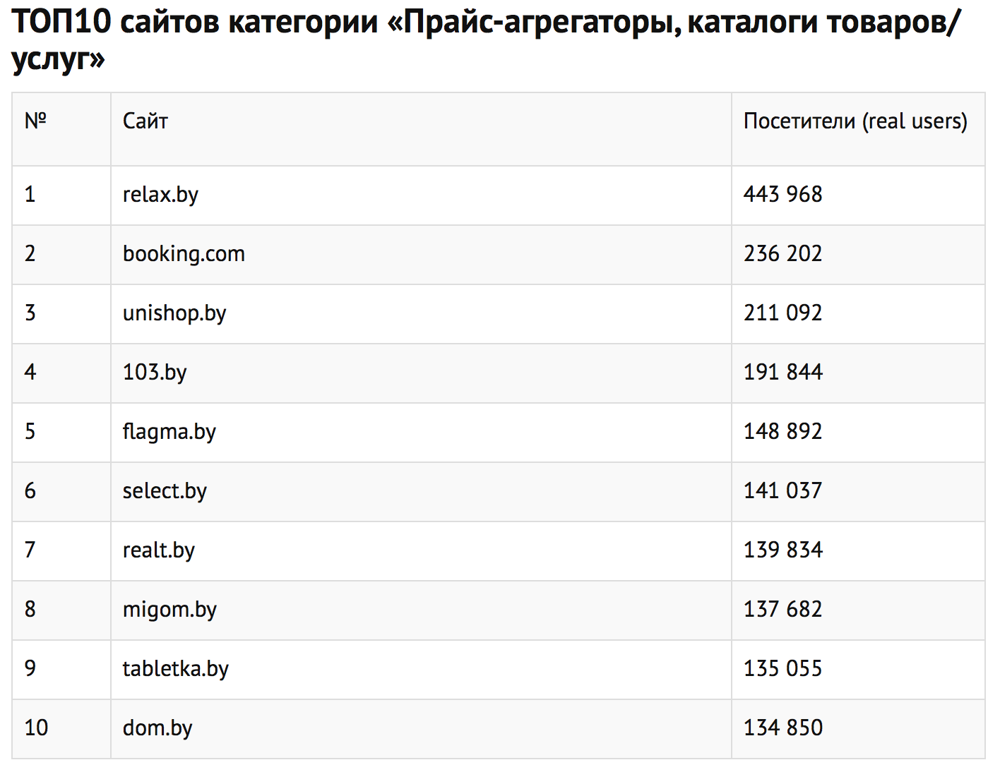 ТОП10 сайтов категории «Прайс-агрегаторы, каталоги товаров/
услуг»
№ Сайт Посетители (real users)
1 relax.by 443 968
2 booking.com 236 202
3 unishop.by 211 092
4 103.by 191 844
5 flagma.by 148 892
6 select.by 141 037
7 realt.by 139 834
8 migom.by 137 682
9 tabletka.by 135 055
10 dom.by 134 850